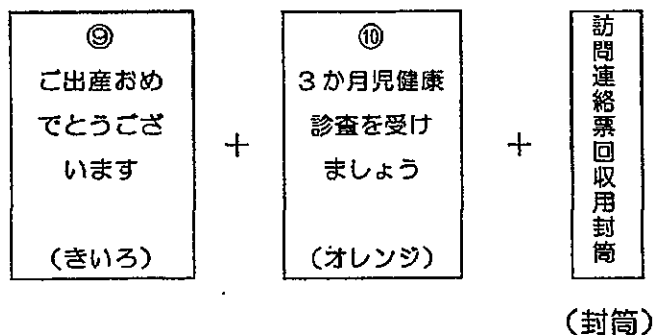 ⑨
ご出産おめ
でとうござ
います
(きいろ)
+
⑩
3か月児健康
診査を受け
ましょう
(オレンジ)
+
訪問連絡票回収用封筒
(封筒)